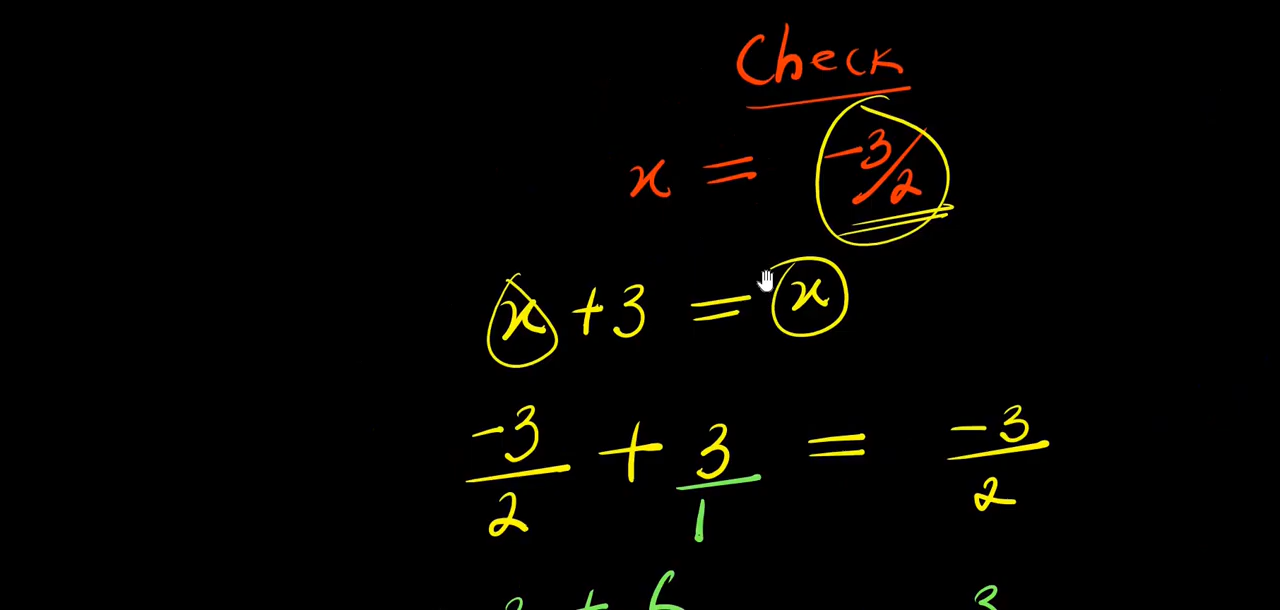 Check
x = -3/2
x + 3 = x
-3/2 + 3/1 = -3/2